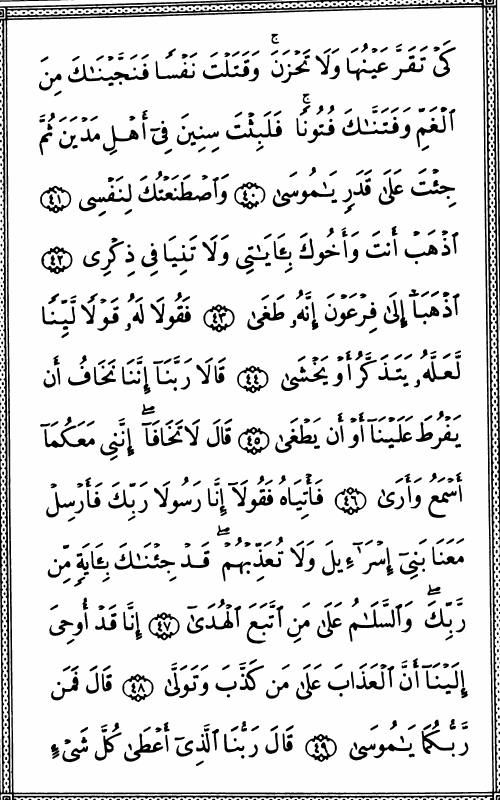 كَىْ تَقَرَّ عَيْنُهَا وَلَا تَحْزَنَ ۚ وَقَتَلْتَ نَفْسًا فَنَجَّيْنَـٰكَ مِنَ
ٱلْغَمِّ وَفَتَنَّـٰكَ فُتُونًا ۚ فَلَبِثْتَ سِنِينَ فِىٓ أَهْلِ مَدْيَنَ ثُمَّ
جِئْتَ عَلَىٰ قَدَرٍ يَـٰمُوسَىٰ ٤٠ وَٱصْطَنَعْتُكَ لِنَفْسِى ٤١
ٱذْهَبْ أَنتَ وَأَخُوكَ بِـَٔايَـٰتِى وَلَا تَنِيَا فِى ذِكْرِى ٤٢
ٱذْهَبَآ إِلَىٰ فِرْعَوْنَ إِنَّهُۥ طَغَىٰ ٤٣ فَقُولَا لَهُۥ قَوْلًا لَّيِّنًا
لَّعَلَّهُۥ يَتَذَكَّرُ أَوْ يَخْشَىٰ ٤٤ قَالَا رَبَّنَآ إِنَّنَا نَخَافُ أَن
يَفْرُطَ عَلَيْنَآ أَوْ أَن يَطْغَىٰ ٤٥ قَالَ لَا تَخَافَآ ۖ إِنَّنِى مَعَكُمَآ
أَسْمَعُ وَأَرَىٰ ٤٦ فَأْتِيَاهُ فَقُولَآ إِنَّا رَسُولَا رَبِّكَ فَأَرْسِلْ
مَعَنَا بَنِىٓ إِسْرَٰٓءِيلَ وَلَا تُعَذِّبْهُمْ ۖ قَدْ جِئْنَـٰكَ بِـَٔايَةٍ مِّن
رَّبِّكَ ۖ وَٱلسَّلَـٰمُ عَلَىٰ مَنِ ٱتَّبَعَ ٱلْهُدَىٰٓ ٤٧ إِنَّا قَدْ أُوحِىَ
إِلَيْنَآ أَنَّ ٱلْعَذَابَ عَلَىٰ مَن كَذَّبَ وَتَوَلَّىٰ ٤٨ قَالَ فَمَن
رَّبُّكُمَا يَـٰمُوسَىٰ ٤٩ قَالَ رَبُّنَا ٱلَّذِىٓ أَعْطَىٰ كُلَّ شَىْءٍ